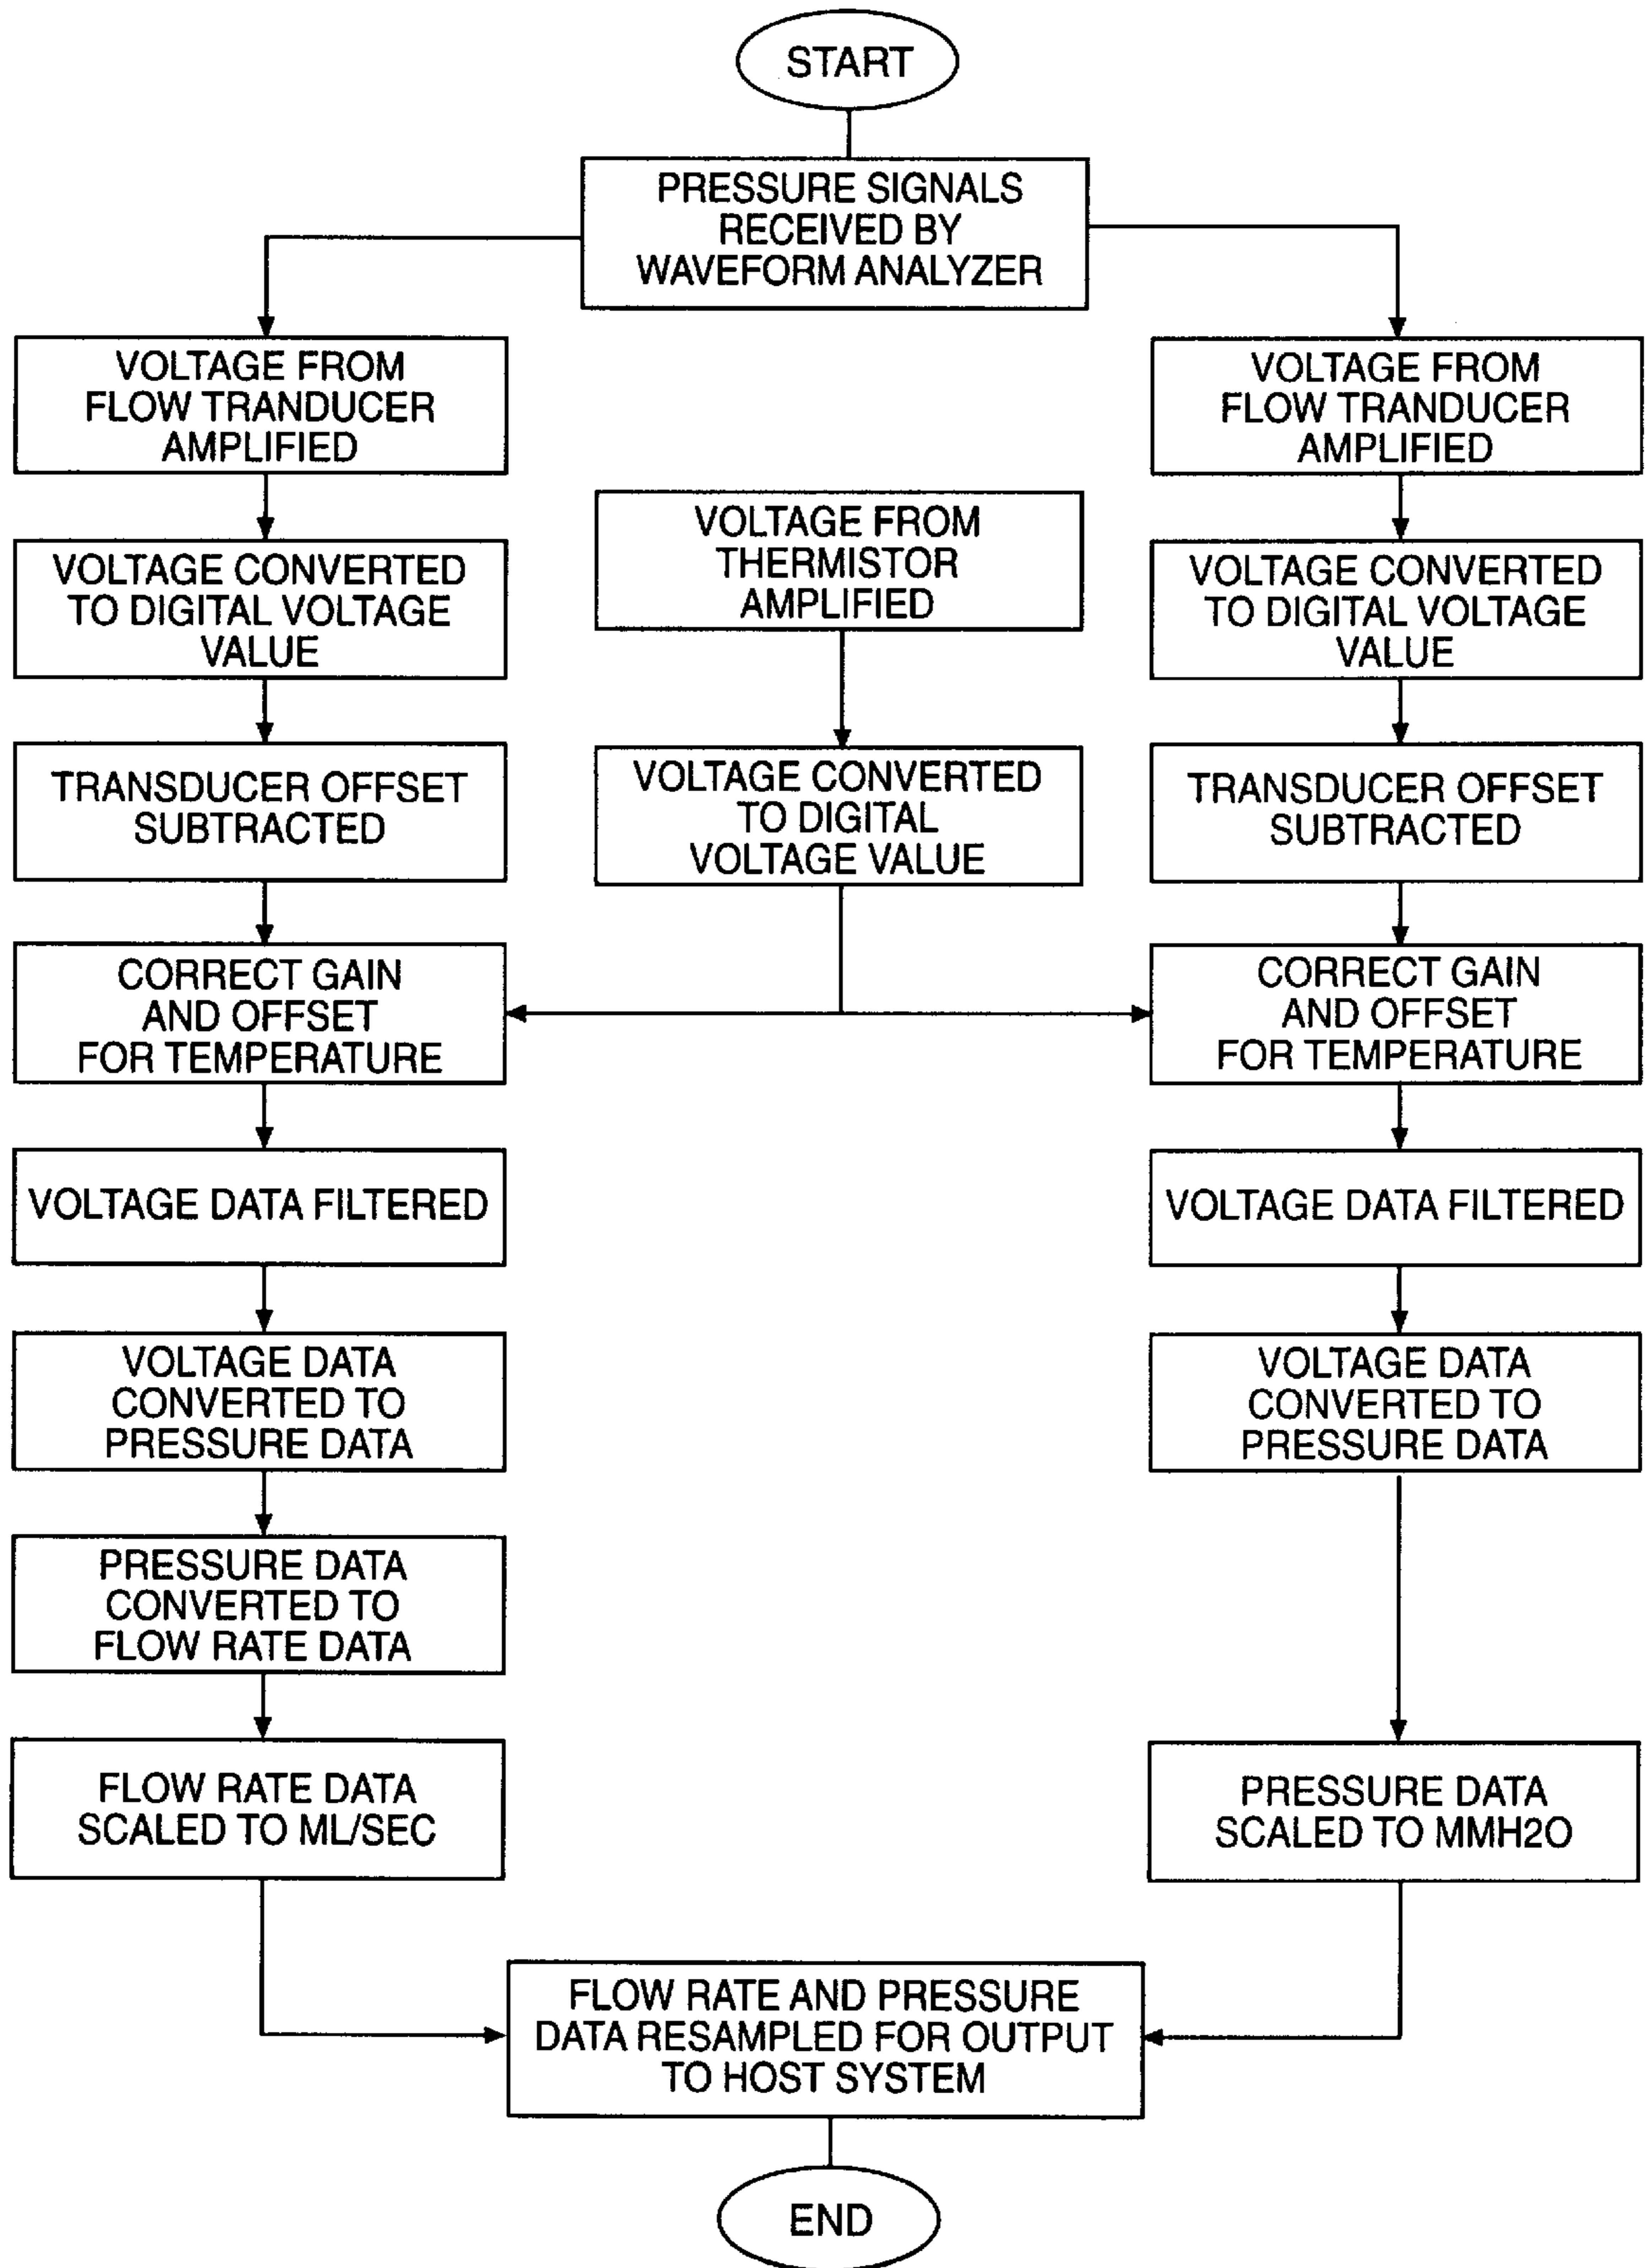 START
PRESSURE SIGNALS
RECEIVED BY
WAVEFORM ANALYZER
VOLTAGE FROM
FLOW TRANDUCER
AMPLIFIED
VOLTAGE CONVERTED
TO DIGITAL VOLTAGE
VALUE
TRANSDUCER OFFSET
SUBTRACTED
CORRECT GAIN
AND OFFSET
FOR TEMPERATURE
VOLTAGE DATA FILTERED
VOLTAGE DATA
CONVERTED TO
PRESSURE DATA
PRESSURE DATA
CONVERTED TO
FLOW RATE DATA
FLOW RATE DATA
SCALED TO ML/SEC
VOLTAGE FROM
THERMISTOR
AMPLIFIED
VOLTAGE CONVERTED
TO DIGITAL
VOLTAGE VALUE
VOLTAGE FROM
FLOW TRANDUCER
AMPLIFIED
VOLTAGE CONVERTED
TO DIGITAL VOLTAGE
VALUE
TRANSDUCER OFFSET
SUBTRACTED
CORRECT GAIN
AND OFFSET
FOR TEMPERATURE
VOLTAGE DATA FILTERED
VOLTAGE DATA
CONVERTED TO
PRESSURE DATA
PRESSURE DATA
SCALED TO MMH2O
FLOW RATE AND PRESSURE
DATA RESAMPLED FOR OUTPUT
TO HOST SYSTEM
END